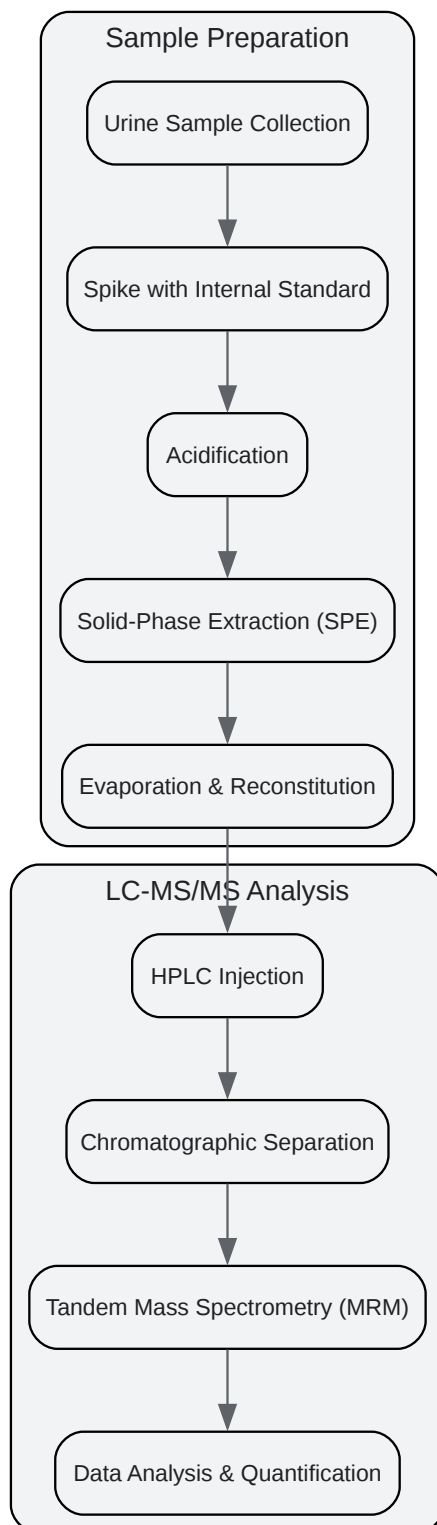 Sample Preparation
Urine Sample Collection
Spike with Internal Standard
Acidification
Solid-Phase Extraction (SPE)
Evaporation & Reconstitution
LC-MS/MS Analysis
HPLC Injection
Chromatographic Separation
Tandem Mass Spectrometry (MRM)
Data Analysis & Quantification